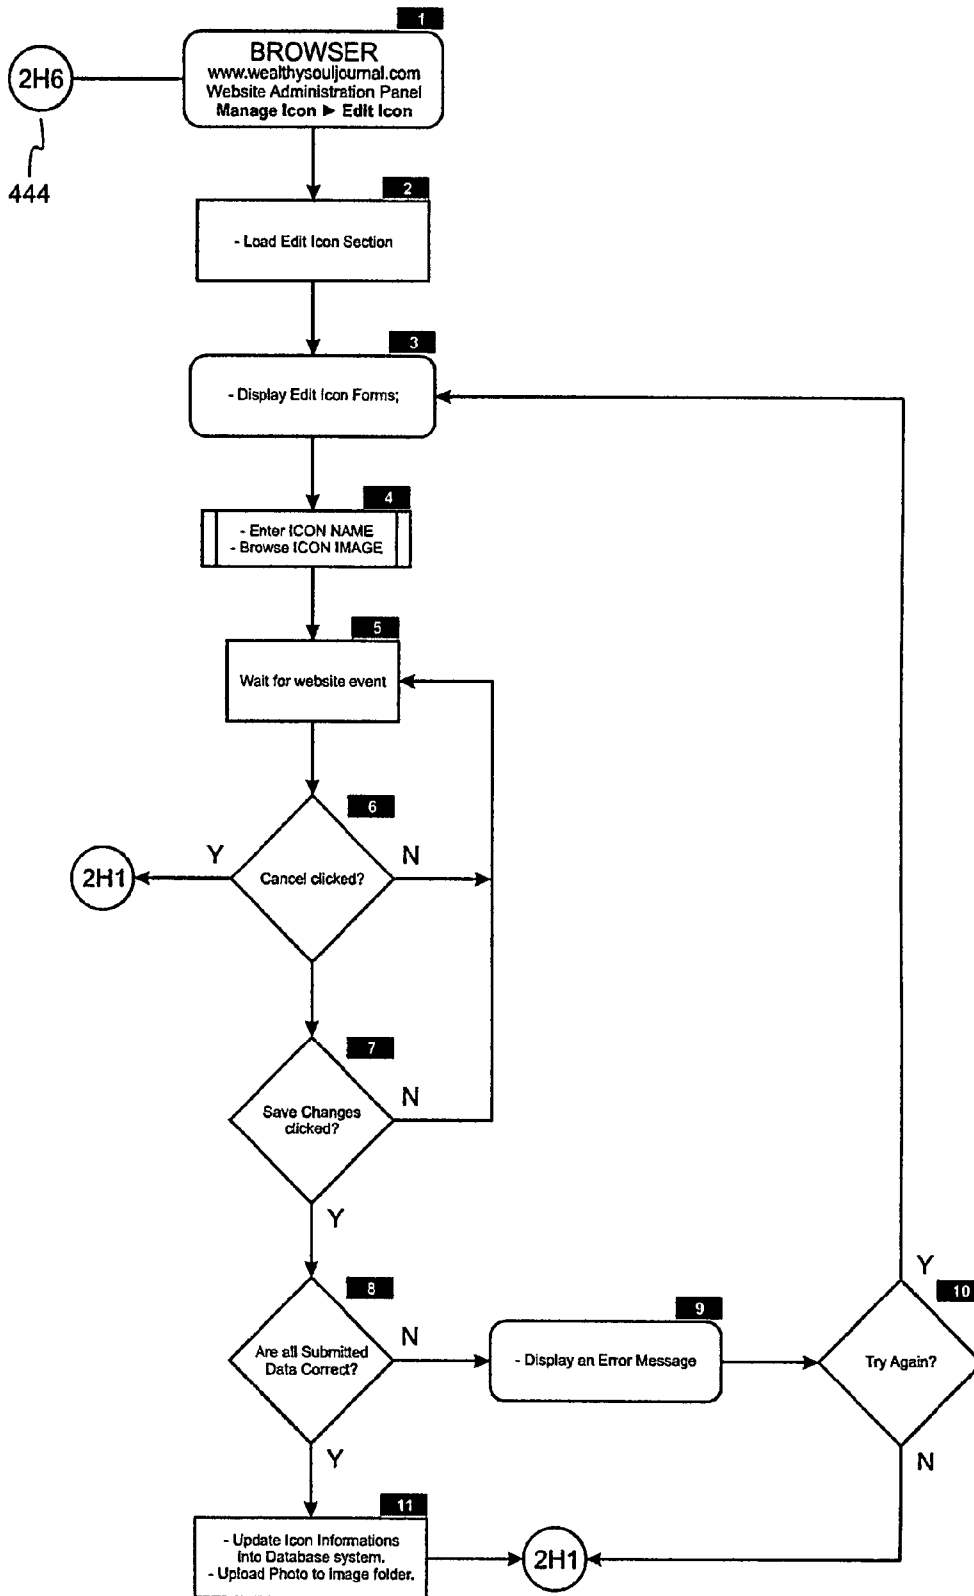 1
BROWSER
www.wealthysouljournal.com
Website Administration Panel
Manage Icon ► Edit Icon
2H6
444
2
- Load Edit Icon Section
3
- Display Edit Icon Forms;
4
- Enter ICON NAME
- Browse ICON IMAGE
5
Wait for website event
6
Y
N
Cancel clicked?
2H1
7
N
Save Changes
clicked?
Y
8
Are all Submitted
Data Correct?
N
9
- Display an Error Message
Y
10
Try Again?
N
Y
11
- Update Icon Informations
into Database system.
- Upload Photo to image folder.
2H1